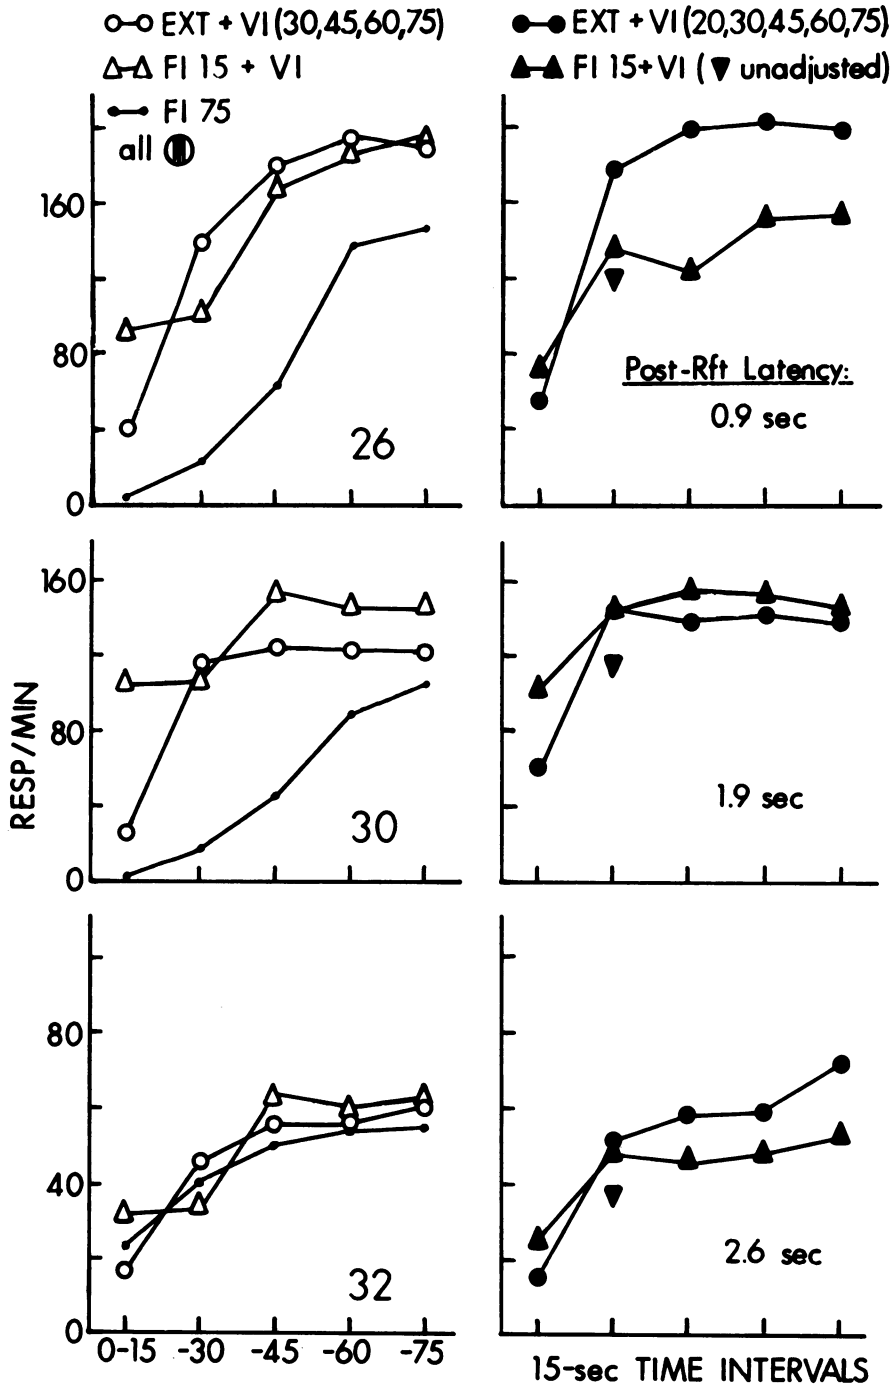 EXT + VI (30,45,60,75)
FI 15 + VI
FI 75
all
EXT + VI (20,30,45,60,75)
FI 15+VI ( unadjusted)
160
80
0
26
Post-Rft Latency:
0.9 sec
RESP/MIN
160
80
0
30
1.9 sec
80
40
0
32
2.6 sec
0-15 -30 -45 -60 -75
15-sec TIME INTERVALS